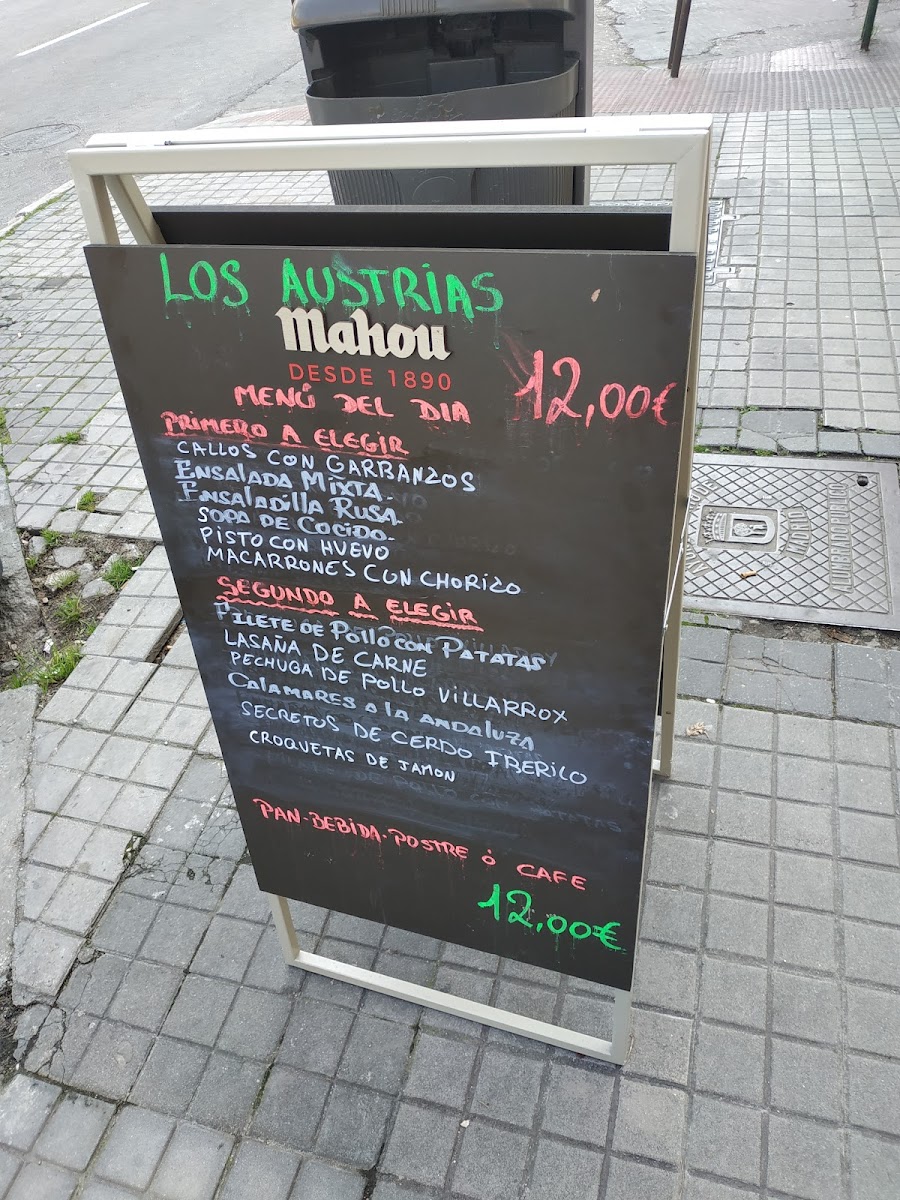 LOS AUSTRIAS
Mahou
DESDE 1890
MENÚ DEL DIA
12,00€
PRIMERO A ELEGIR
CALLOS CON GARBANZOS
ENSALADA MIXTA-
ENSALADILLA RUSA-
SOPA DE COCIDO-
PISTO CON HUEVO
MACARRONES CON CHORIZO
SEGUNDO A ELEGIR
FILETE DE POLLO CON PATATAS
LASAÑA DE CARNE
PECHUGA DE POLLO VILLARROX
CALAMARES A LA ANDALUZA
SECRETOS DE CERDO IBERICO
CROQUETAS DE JAMON
PAN-BEBIDA-POSTRE Ó CAFE
12,00€